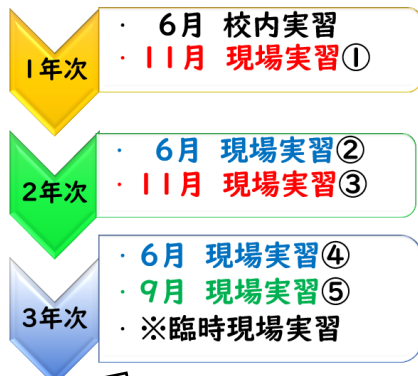 1年次
・ 6月 校内実習
・ 11月 現場実習①
2年次
・ 6月 現場実習②
・ 11月 現場実習③
3年次
・ 6月 現場実習④
・ 9月 現場実習⑤
・ ※臨時現場実習